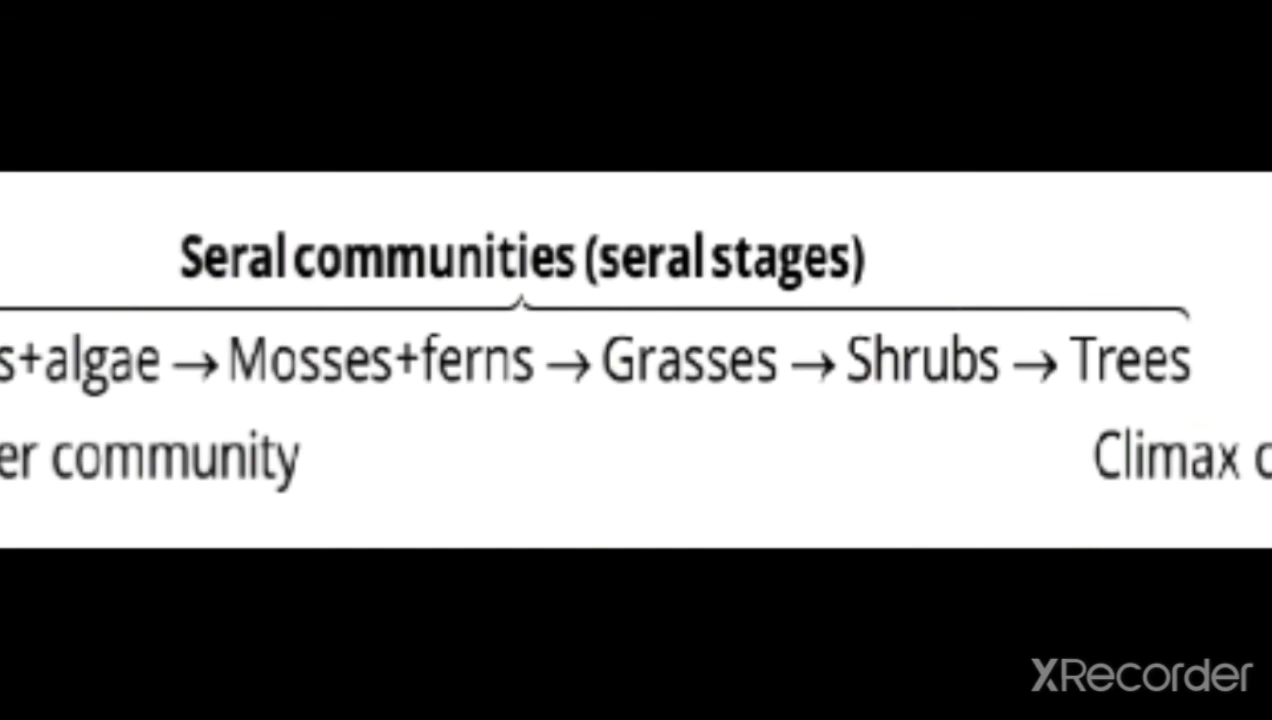 Seral communities (seral stages)
s+algae → Mosses+ferns → Grasses → Shrubs → Trees
er community
Climax c
XRecorder